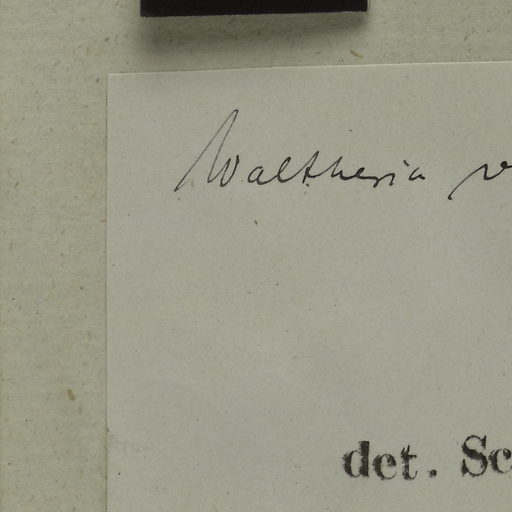 Waltheria v
det. Sc